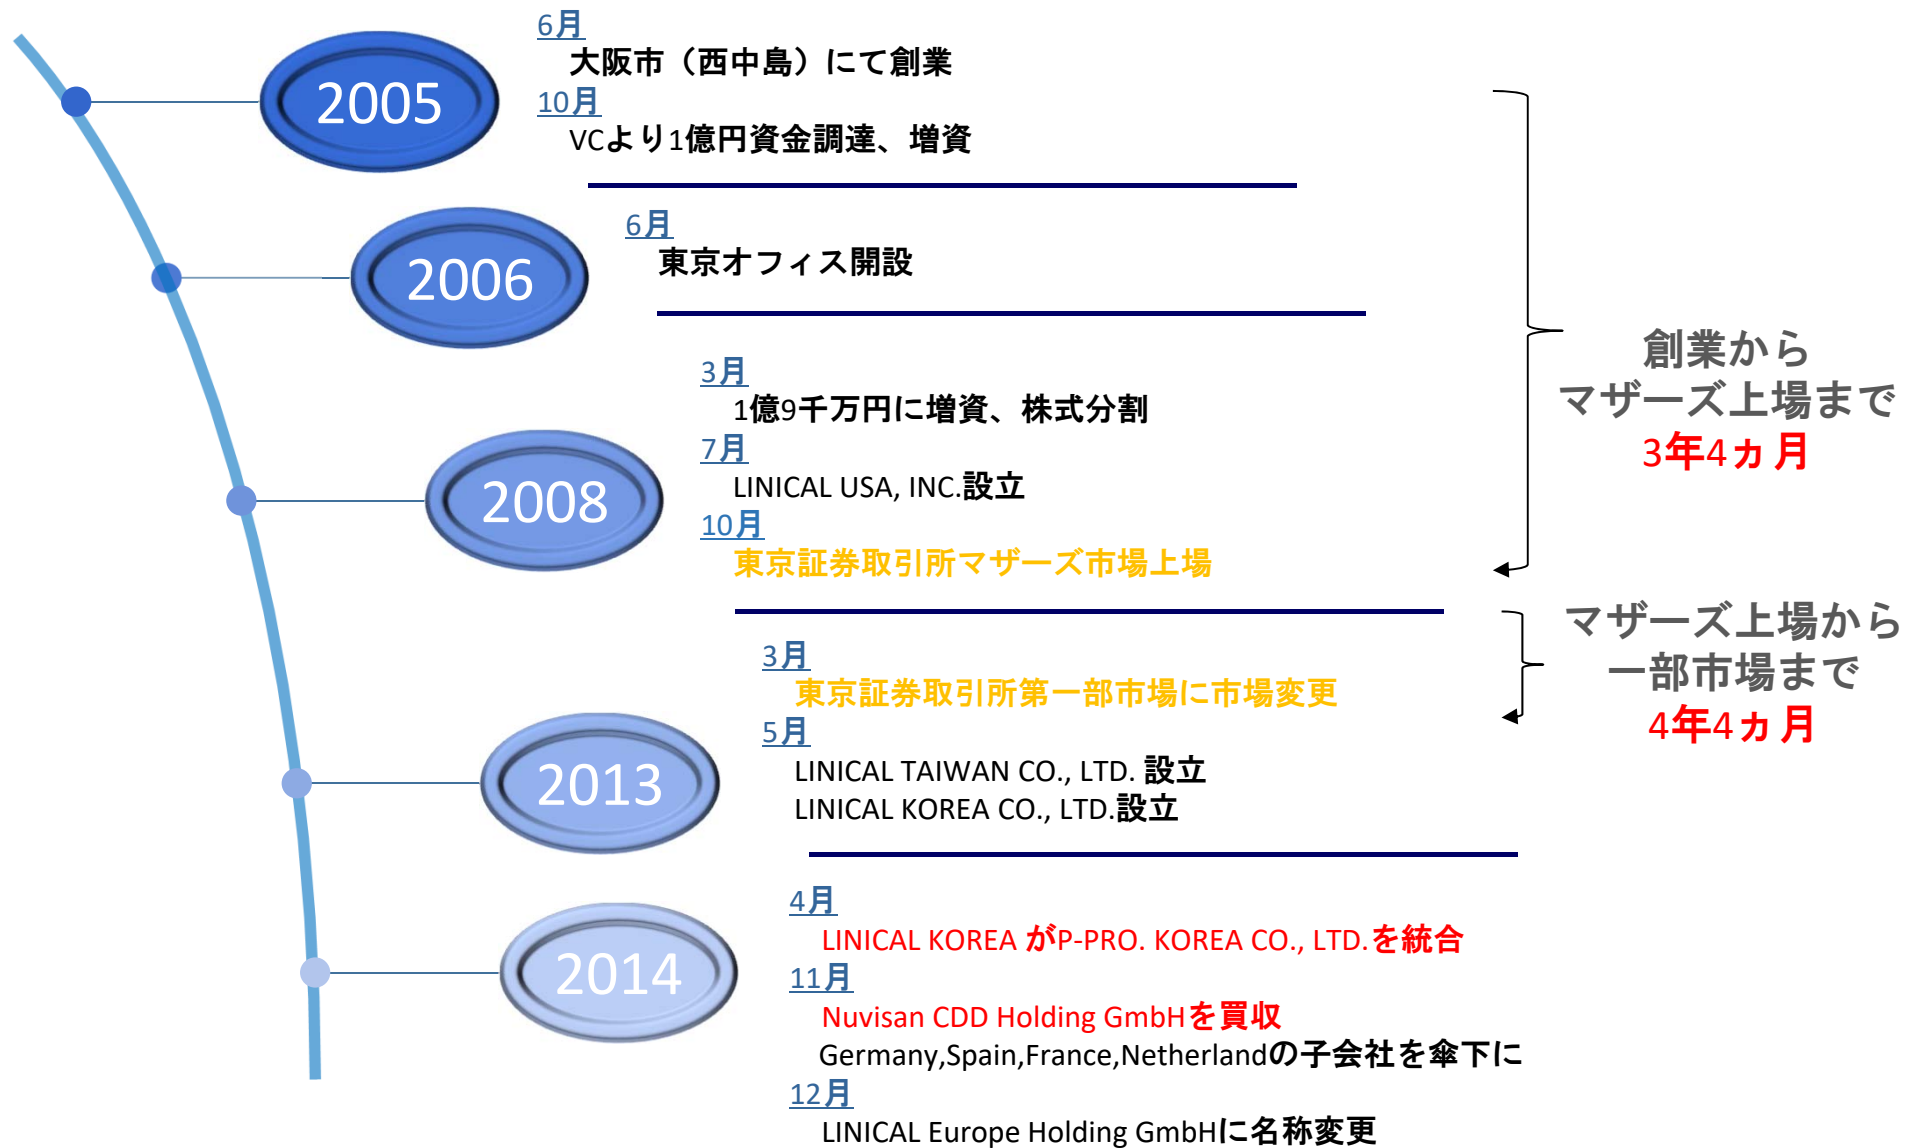 2005
6月
大阪市（西中島）にて創業
10月
VCより1億円資金調達、増資
2006
6月
東京オフィス開設
2008
3月
1億9千万円に増資、株式分割
7月
LINICAL USA, INC.設立
10月
東京証券取引所マザーズ市場上場
創業から
マザーズ上場まで
3年4ヵ月
2013
3月
東京証券取引所第一部市場に市場変更
5月
LINICAL TAIWAN CO., LTD. 設立
LINICAL KOREA CO., LTD.設立
マザーズ上場から
一部市場まで
4年4ヵ月
2014
4月
LINICAL KOREA がP-PRO. KOREA CO., LTD.を統合
11月
Nuvisan CDD Holding GmbHを買収
Germany,Spain,France,Netherlandの子会社を傘下に
12月
LINICAL Europe Holding GmbHに名称変更